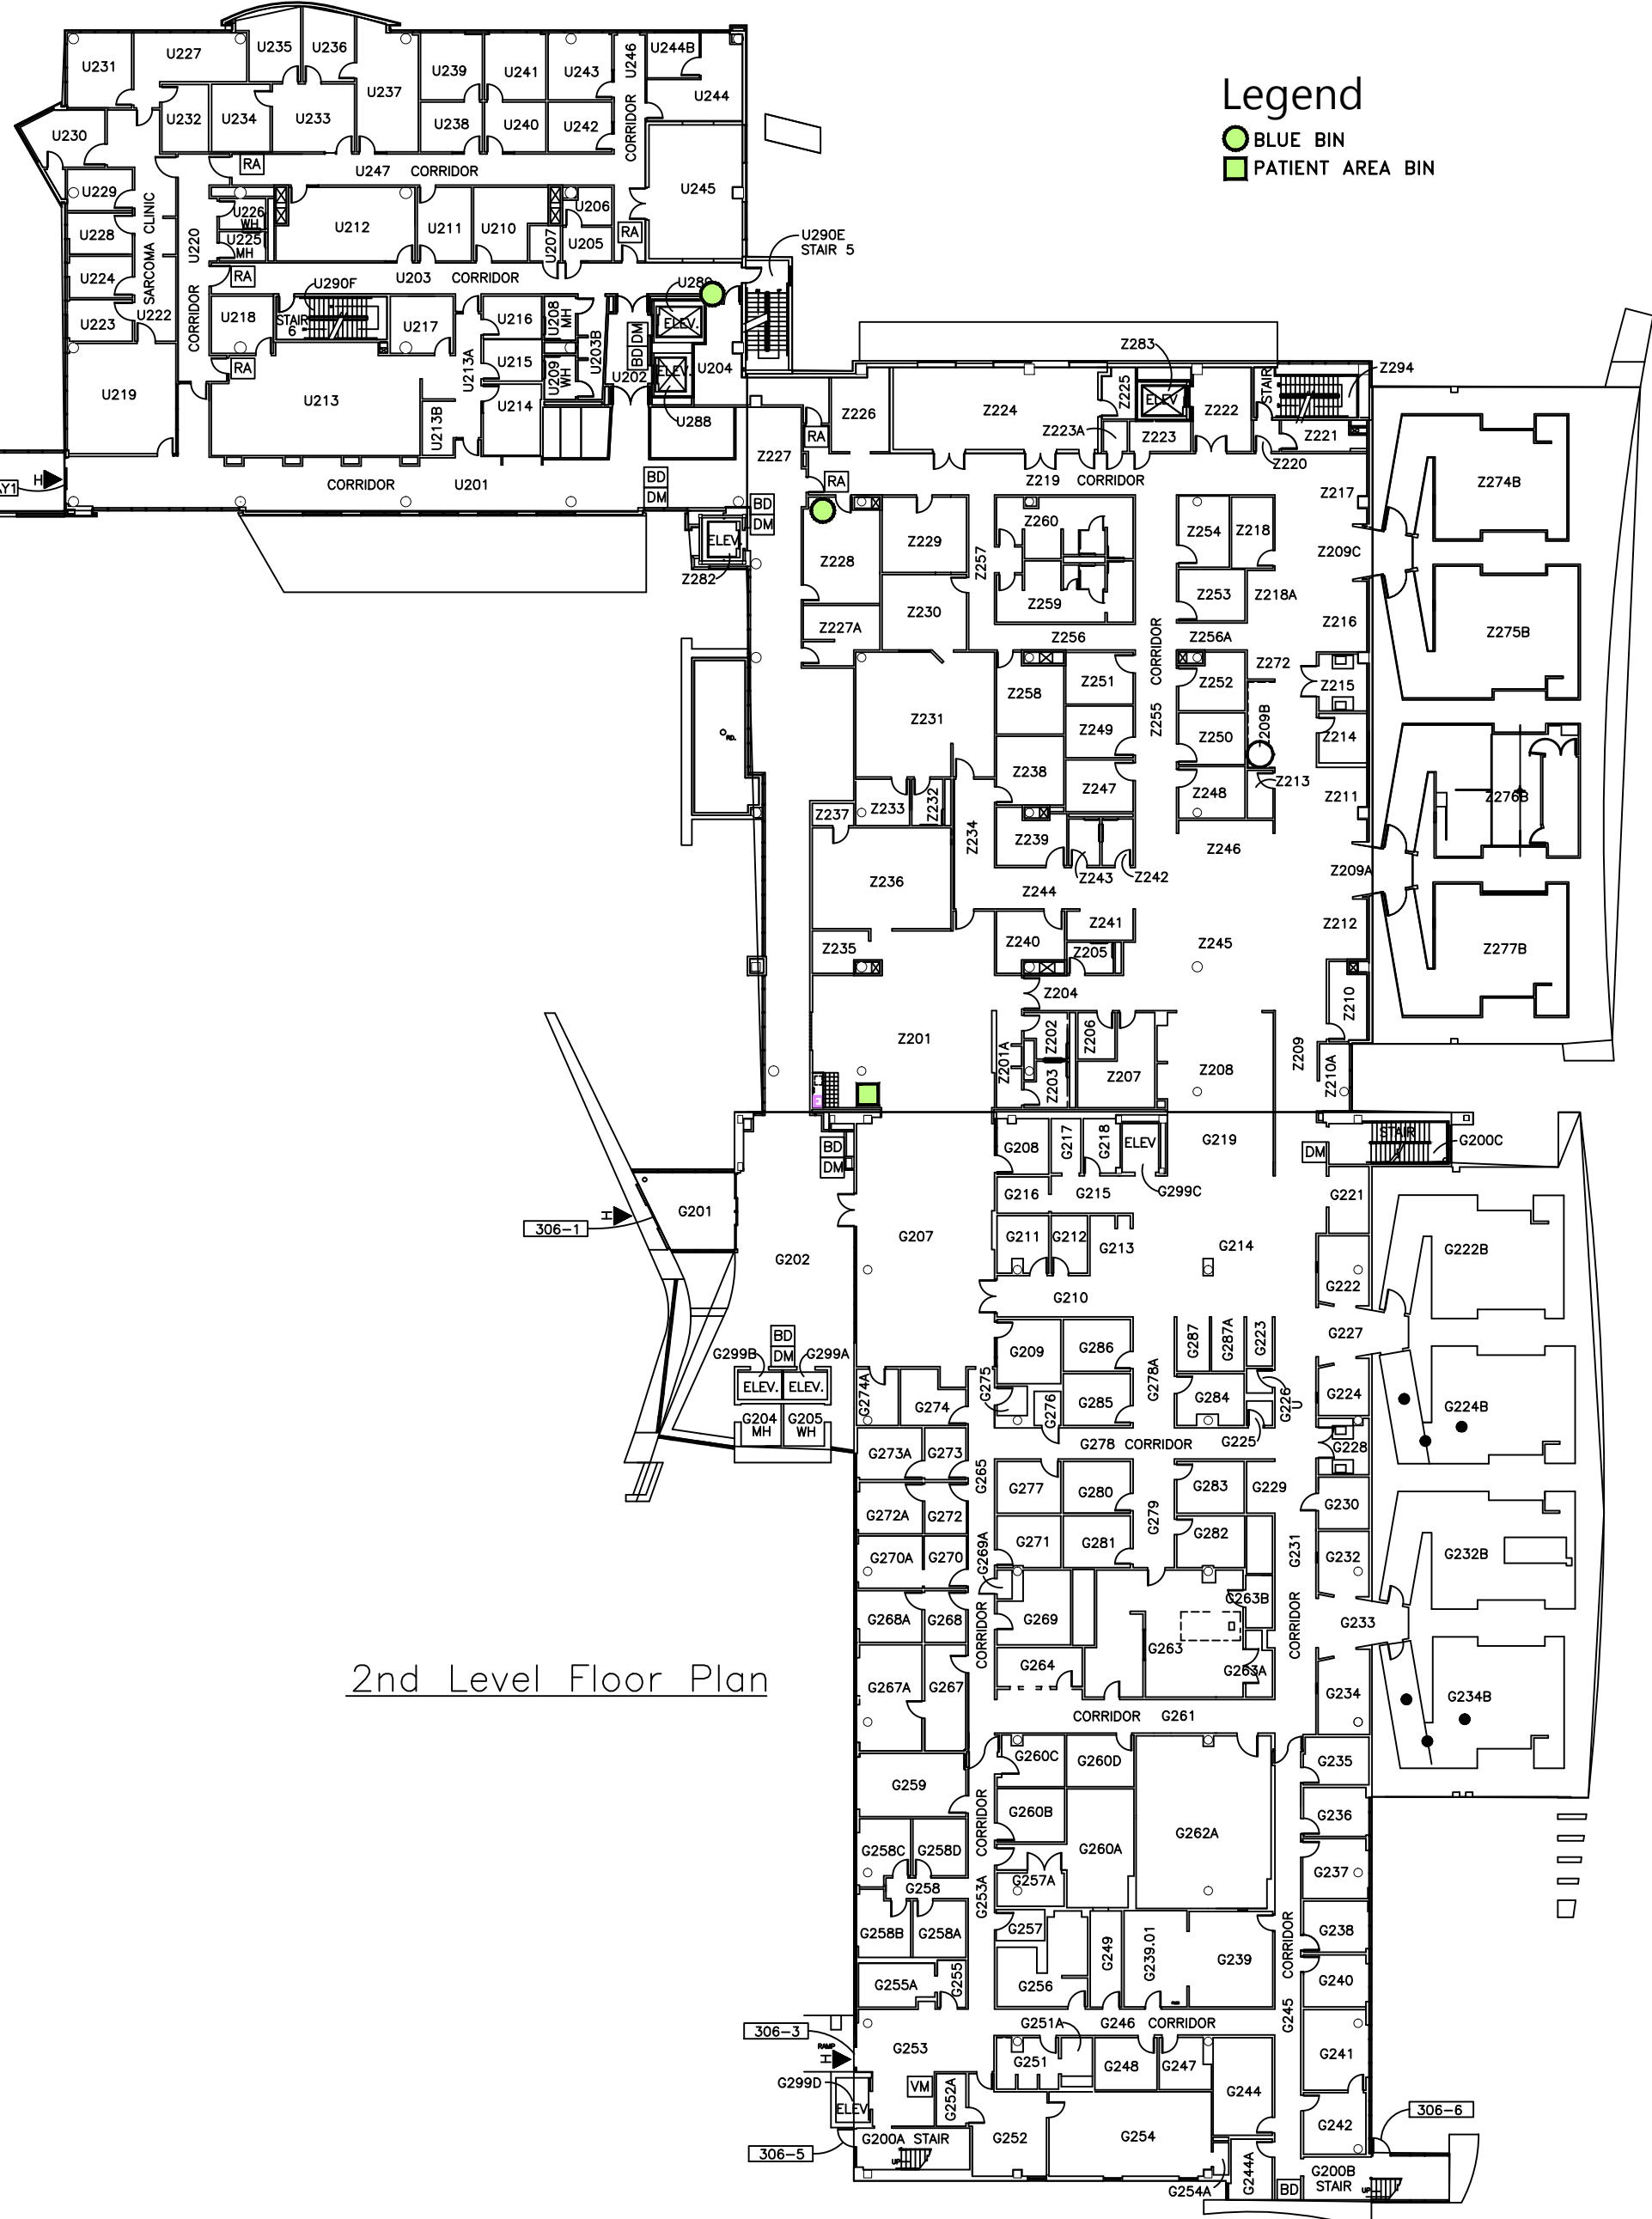 Legend
BLUE BIN
PATIENT AREA BIN
U231
U227
U235
U236
U237
U239
U241
U243
U246
U244B
U244
U232
U234
U233
U238
U240
U242
CORRIDOR
U230
RA
U247 CORRIDOR
U245
U229
U228
U224
U223
SARCOMA CLINIC
U222
U220
CORRIDOR
U226
WH
U225
MH
RA
U212
U211
U210
U207
U206
U205
RA
U203 CORRIDOR
U290E
STAIR 5
U290F
STAIR
6
U218
U217
U216
U215
U214
U213A
U213B
U208
MH
U209
WH
U203B
BD
DM
U202
ELEV.
ELEV.
U204
U288
RA
U219
U213
H
CORRIDOR U201
BD
DM
BD
DM
ELEV.
Z282
Z227
Z226
RA
RA
Z224
Z283
Z225
ELEV
Z222
STAIR
Z294
Z223A
Z223
Z221
Z220
Z219 CORRIDOR
Z217
Z274B
Z228
Z229
Z257
Z260
Z254
Z218
Z209C
Z259
Z253
Z218A
Z227A
Z230
Z216
Z275B
Z256
CORRIDOR
Z256A
Z272
Z258
Z251
Z252
Z215
Z231
Z249
Z255
Z250
Z209B
Z214
RD.
Z238
Z247
Z248
Z213
Z211
Z276B
Z237
Z233
Z232
Z234
Z239
Z243
Z242
Z246
Z209A
Z236
Z244
Z241
Z212
Z235
Z240
Z205
Z245
Z277B
Z204
Z210
Z201
Z201A
Z202
Z203
Z206
Z207
Z208
Z209
Z210A
BD
DM
G208
G217
G218
ELEV
G219
DM
STAIR
G200C
G216
G215
G299C
G221
306-1
H
G201
G202
G207
G211
G212
G213
G214
G222
G222B
G210
G227
BD
DM
G299B
G299A
ELEV.
ELEV.
G204
MH
G205
WH
G274A
G274
G275
G209
G286
G276
G285
G278A
G287
G287A
G223
G284
G226
U
G225
G224
G224B
G278 CORRIDOR
G228
G273A
G273
G265
G277
G280
G279
G283
G229
G230
G272A
G272
G271
G281
G282
G231
G232
G232B
G270A
G270
G269A
CORRIDOR
G268A
G268
G269
G263
G263B
G263A
CORRIDOR
G233
G264
G267A
G267
G234
G234B
2nd Level Floor Plan
CORRIDOR G261
G260C
G260D
G235
G259
CORRIDOR
G260B
G260A
G262A
G236
G258C
G258D
G257A
G237
G258
G253A
G258B
G258A
G257
G256
G249
G239.01
G239
CORRIDOR
G238
G255A
G255
G240
G245
306-3
RAMP
H
G253
G251A
G246 CORRIDOR
G251
G248
G247
G241
G299D
ELEV
VM
G252A
G244
G242
306-6
306-5
G200A STAIR
UP
G252
G254
G254A
G244A
BD
G200B
STAIR
UP